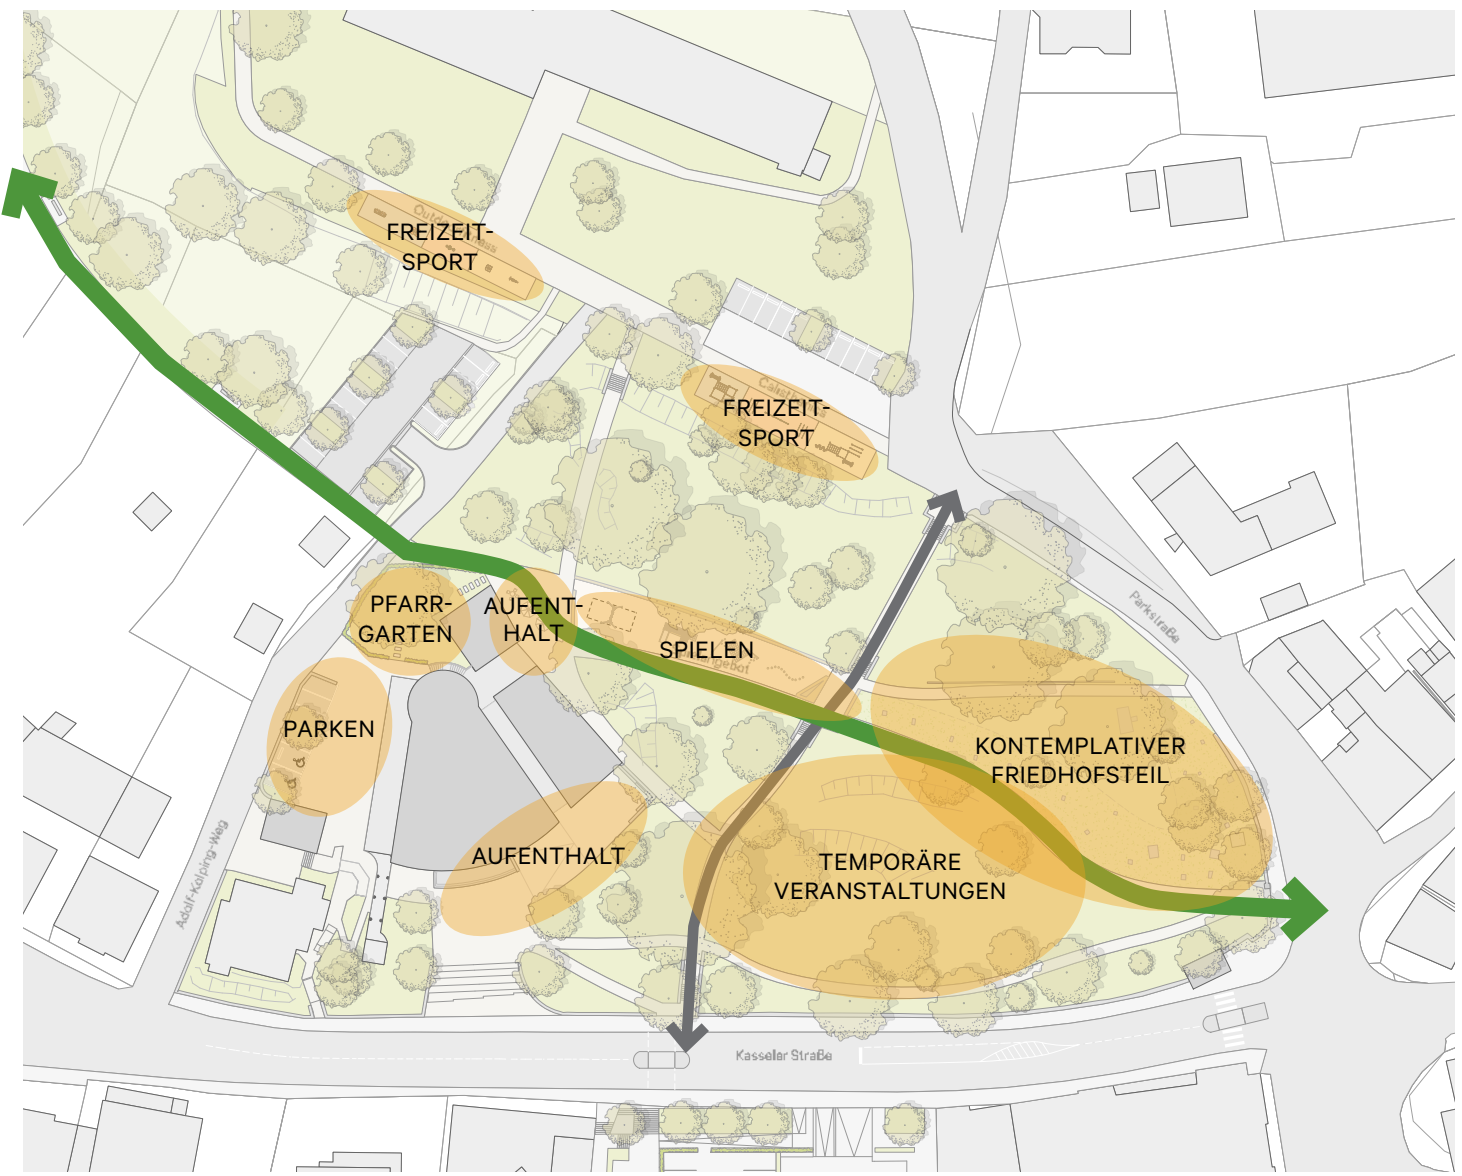 FREIZEIT-
SPORT
FREIZEIT-
SPORT
PFARR-
GARTEN
AUFENT-
HALT
SPIELEN
Parkstraße
PARKEN
KONTEMPLATIVER
FRIEDHOFSTEIL
AUFENTHALT
TEMPORÄRE
VERANSTALTUNGEN
Adolf-Kolping-Weg
Kasseler Straße